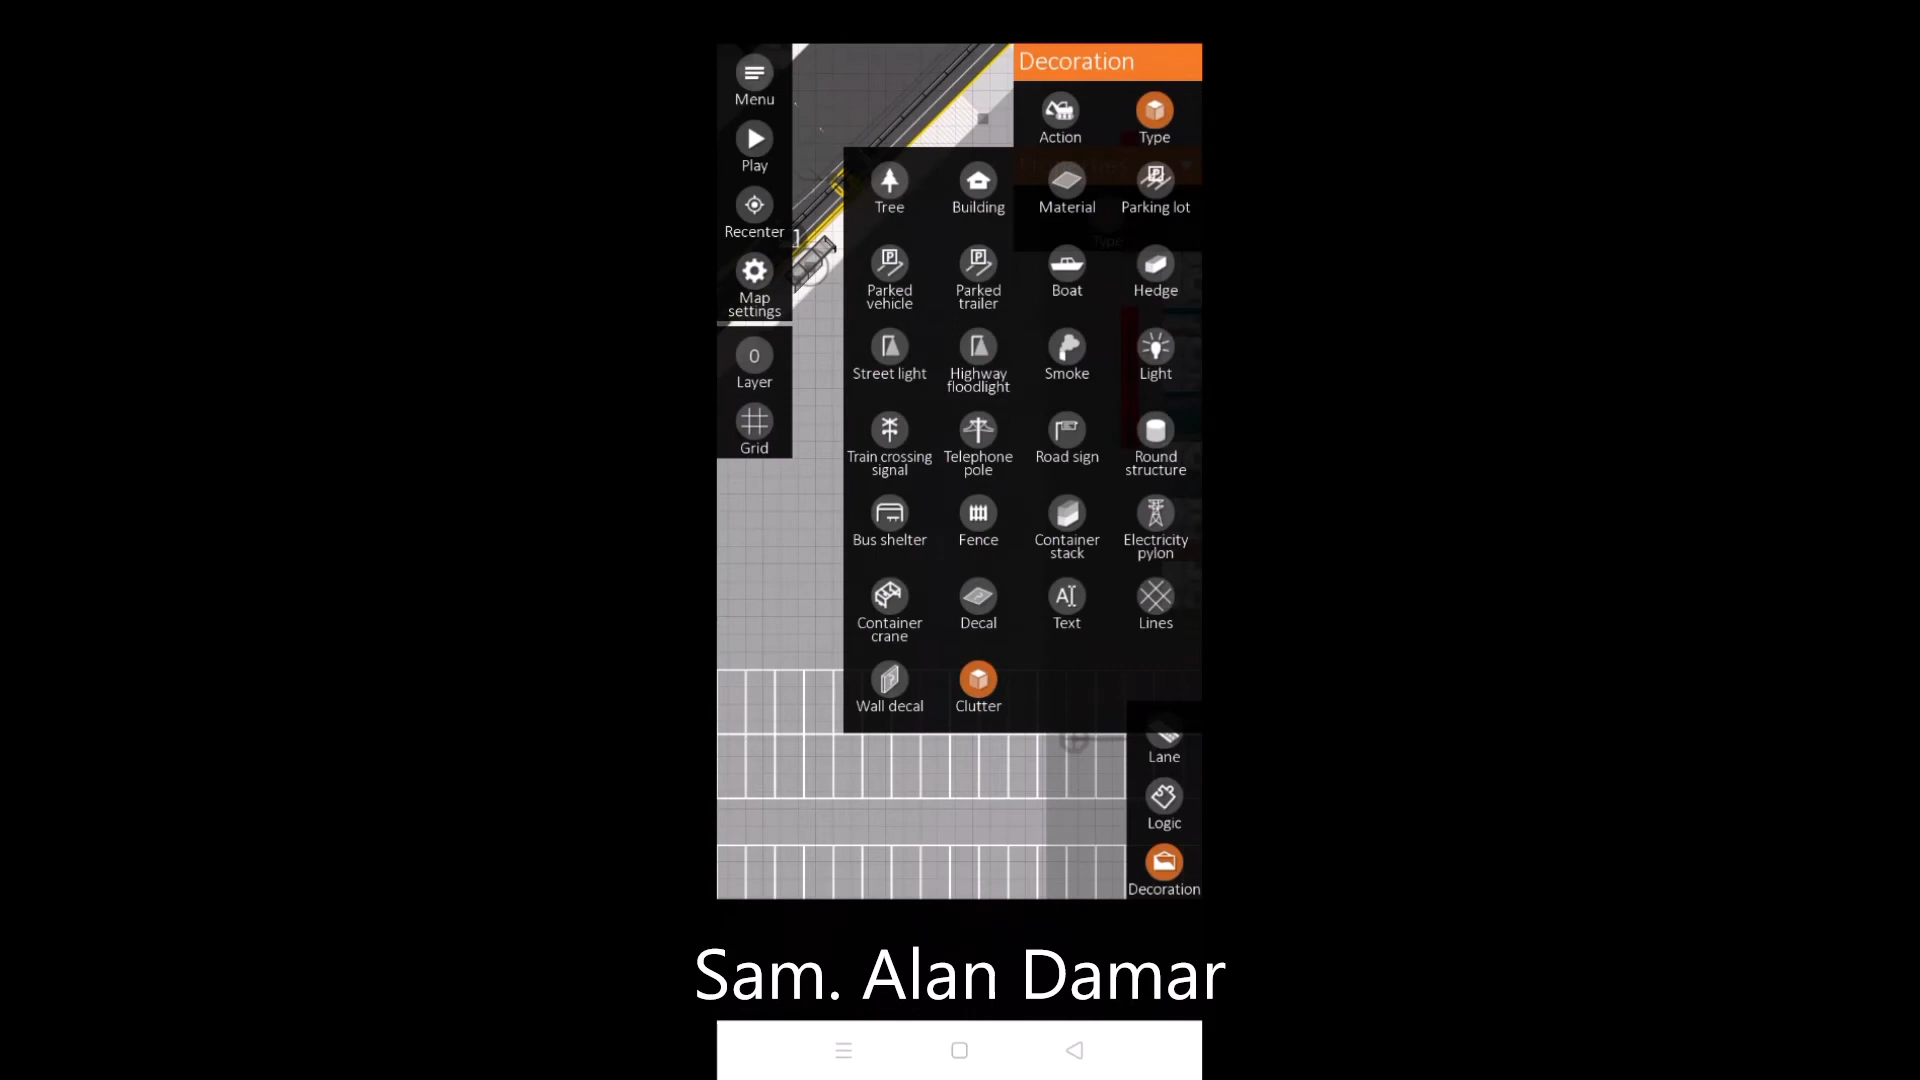 Decoration
Menu
Action
Type
Play
Tree
Building
Material
Parking lot
Recenter
1
Type
Map
settings
Parked
vehicle
Parked
trailer
Boat
Hedge
0
Layer
Street light
Highway
floodlight
Smoke
Light
Grid
Train crossing
signal
Telephone
pole
Road sign
Round
structure
Bus shelter
Fence
Container
stack
Electricity
pylon
Container
crane
Decal
Text
Lines
Wall decal
Clutter
Lane
Logic
Decoration
Sam. Alan Damar